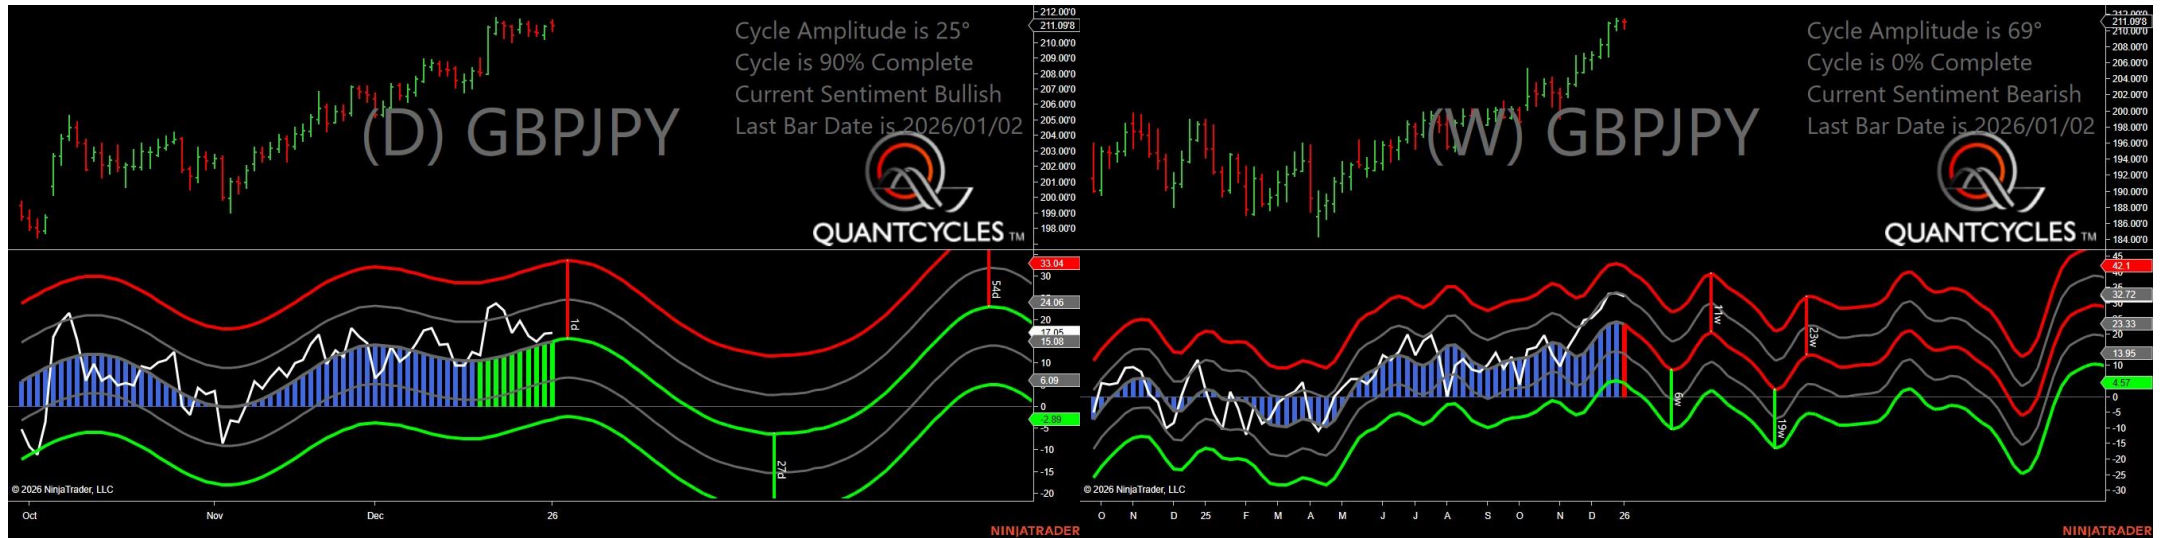 Cycle Amplitude is 25°
Cycle is 90% Complete
Current Sentiment Bullish
Last Bar Date is 2026/01/02
(D) GBPJPY
QUANTCYCLES TM
212.00'0
211.09'8
210.00'0
209.00'0
208.00'0
207.00'0
206.00'0
205.00'0
204.00'0
203.00'0
202.00'0
201.00'0
200.00'0
199.00'0
198.00'0
33.04
30
24.06
20
17.05
15.08
10
6.09
0
-2.89
-5
-10
-20
1d
27d
54d
© 2026 NinjaTrader, LLC
Oct Nov Dec 26
NINJATRADER
Cycle Amplitude is 69°
Cycle is 0% Complete
Current Sentiment Bearish
Last Bar Date is 2026/01/02
(W) GBPJPY
QUANTCYCLES TM
212.00'0
211.09'8
210.00'0
208.00'0
206.00'0
204.00'0
202.00'0
200.00'0
198.00'0
196.00'0
194.00'0
192.00'0
190.00'0
188.00'0
186.00'0
184.00'0
45
42.1
32.72
23.33
20
13.95
10
4.57
0
-5
-10
-15
-20
-25
-30
6w
11w
19w
23w
© 2026 NinjaTrader, LLC
O N D 25 F M A M J J A S O N D 26
NINJATRADER